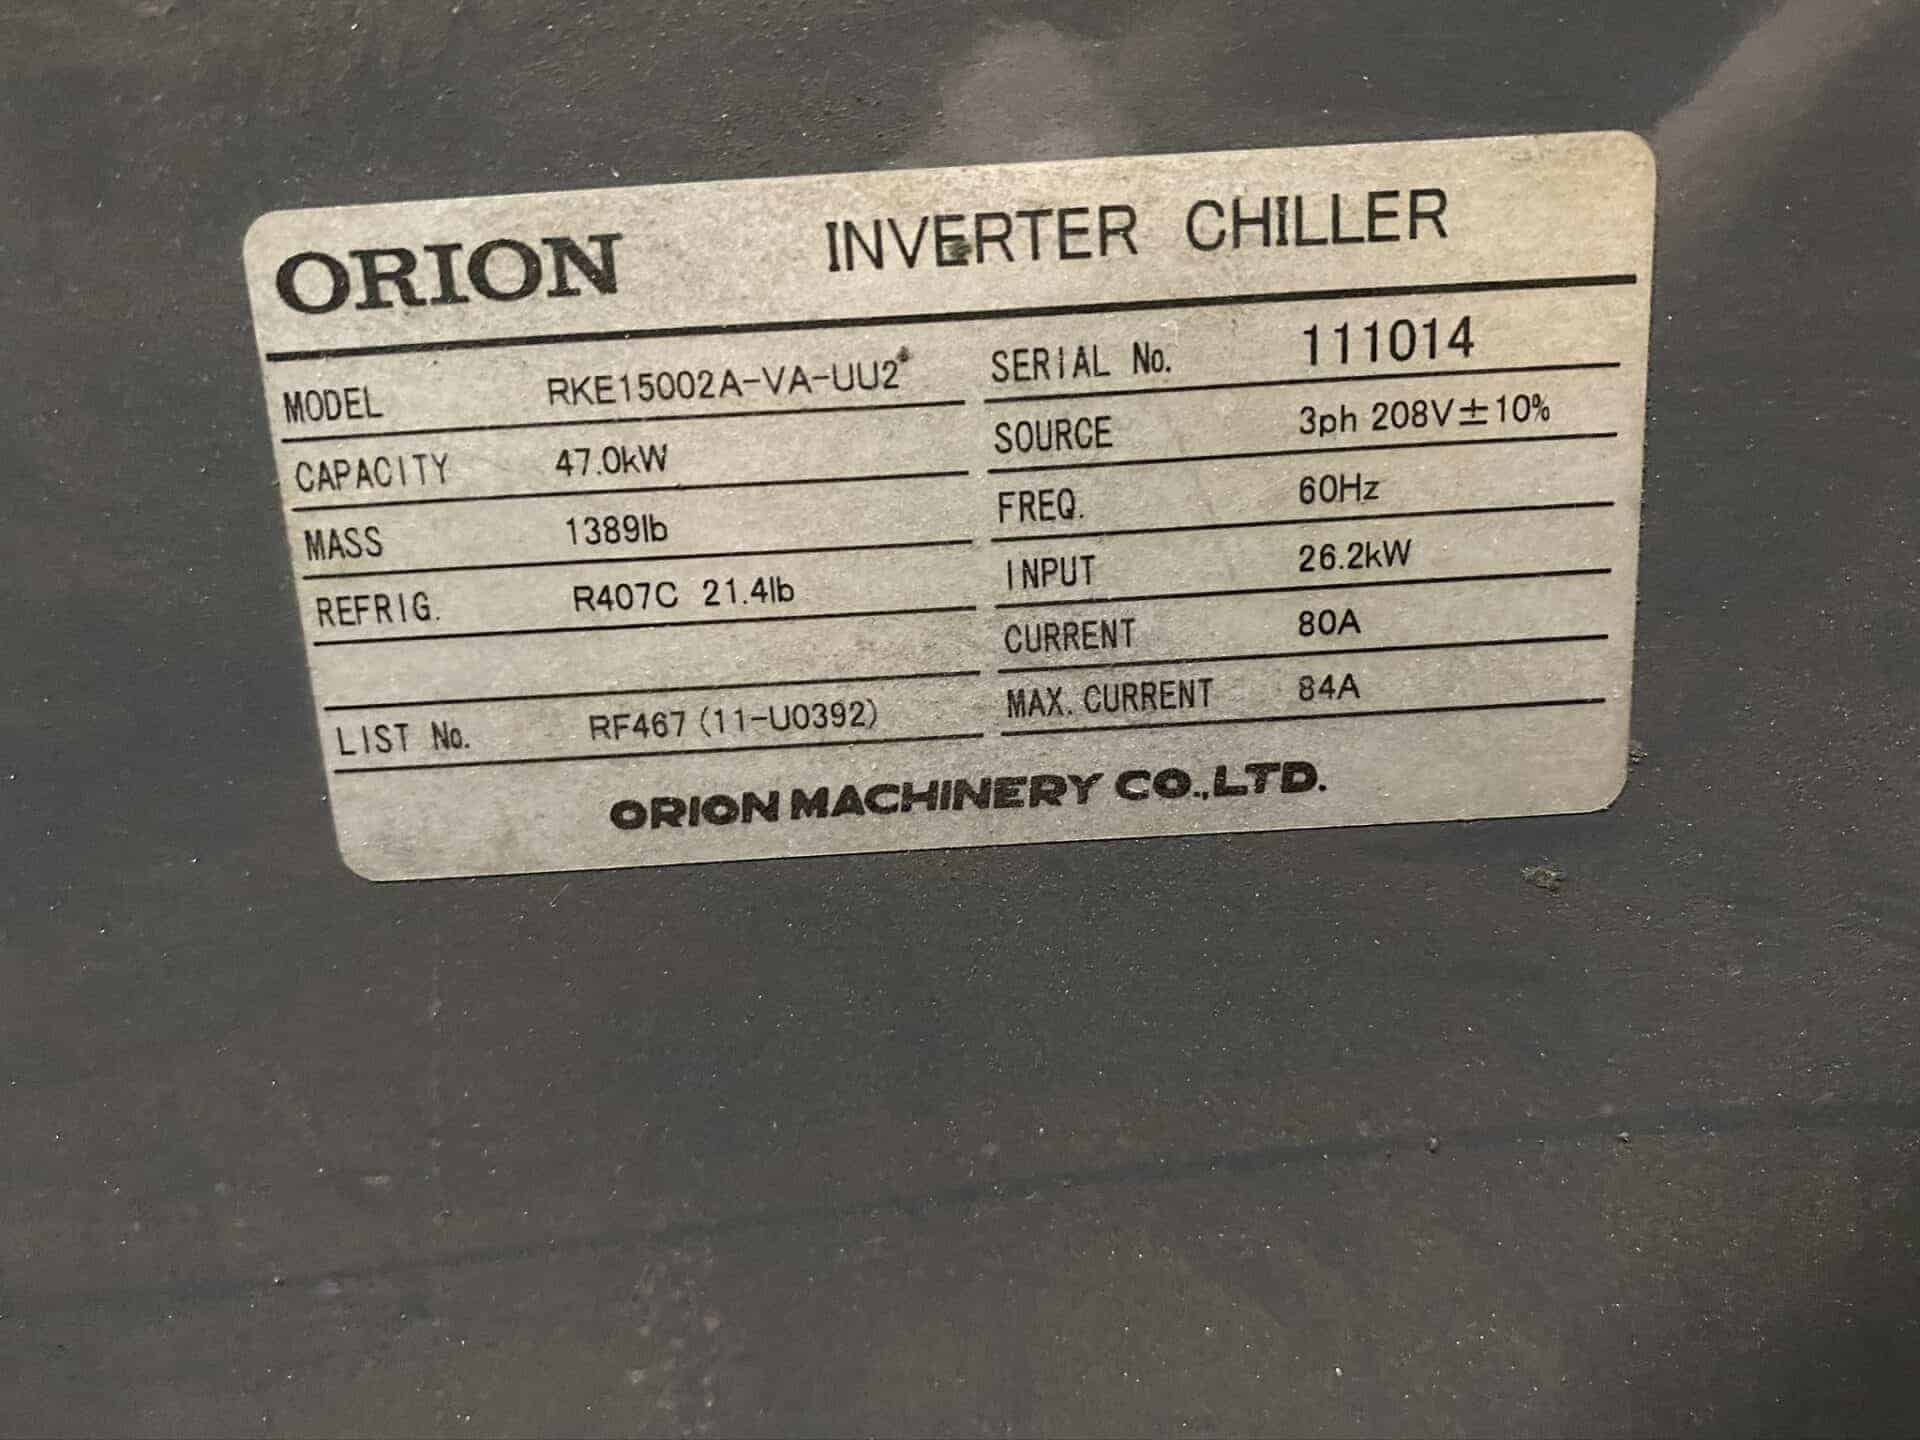 ORION INVERTER CHILLER
MODEL RKE15002A-VA-UU2
CAPACITY 47.0kW
MASS 1389lb
REFRIG. R407C 21.4lb
LIST No. RF467 (11-U0392)
SERIAL No. 111014
SOURCE 3ph 208V±10%
FREQ. 60Hz
INPUT 26.2kW
CURRENT 80A
MAX. CURRENT 84A
ORION MACHINERY CO.,LTD.